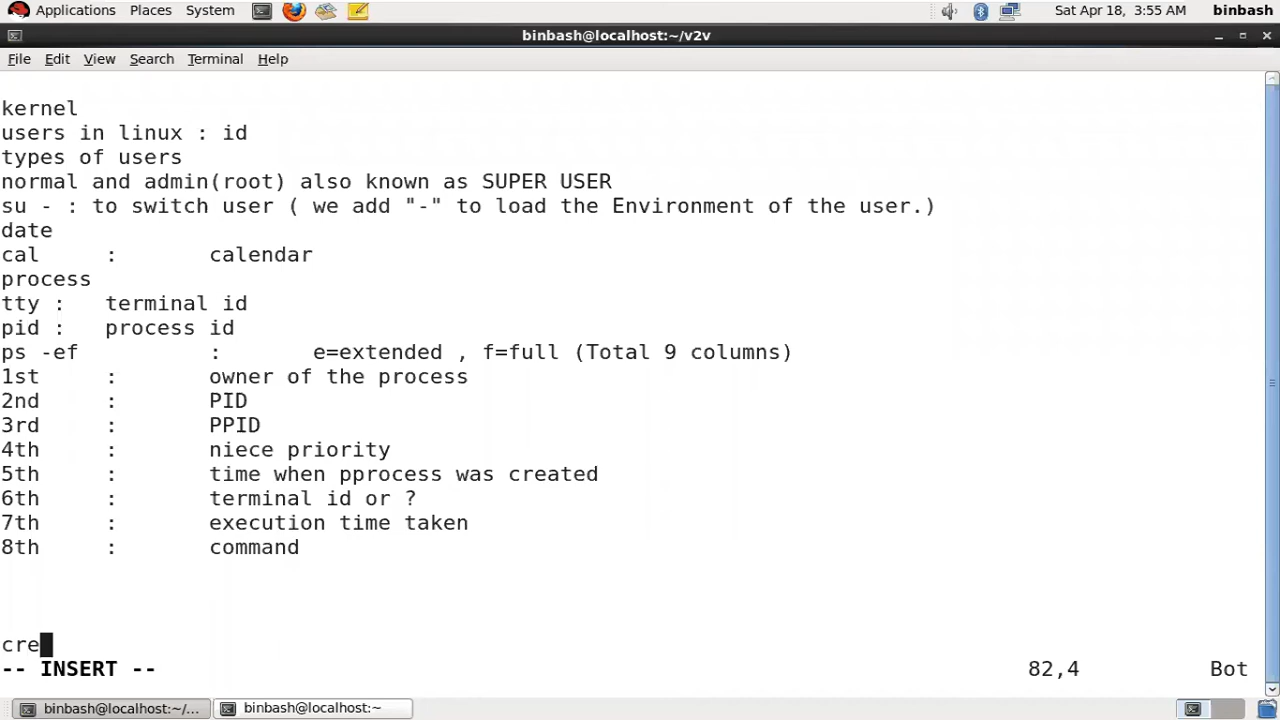 Applications Places System Sat Apr 18, 3:55 AM binbash
binbash@localhost:~/v2v
File Edit View Search Terminal Help
kernel
users in linux : id
types of users
normal and admin(root) also known as SUPER USER
su - : to switch user ( we add "-" to load the Environment of the user.)
date
cal : calendar
process
tty : terminal id
pid : process id
ps -ef : e=extended , f=full (Total 9 columns)
1st : owner of the process
2nd : PID
3rd : PPID
4th : niece priority
5th : time when pprocess was created
6th : terminal id or ?
7th : execution time taken
8th : command
cre
-- INSERT -- 82,4 Bot
binbash@localhost:~/... binbash@localhost:~